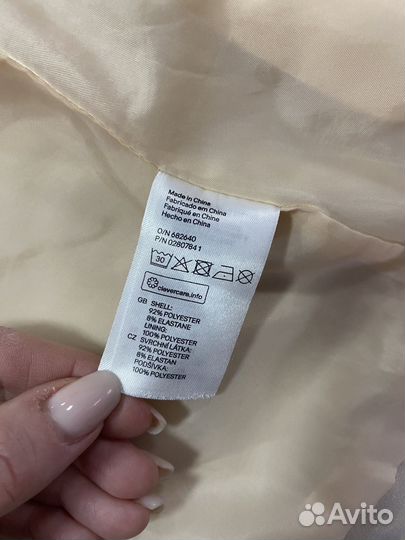 Made in China
Fabricado em China
Fabriqué en China
Hecho en China
O/N 682640
P/N 02807841
30
clevercare.info
GB SHELL:
92% POLYESTER
8% ELASTANE
LINING:
100% POLYESTER
CZ SVRCHNÍ LÁTKA:
92% POLYESTER
8% ELASTAN
PODŠÍVKA:
100% POLYESTER
Avito